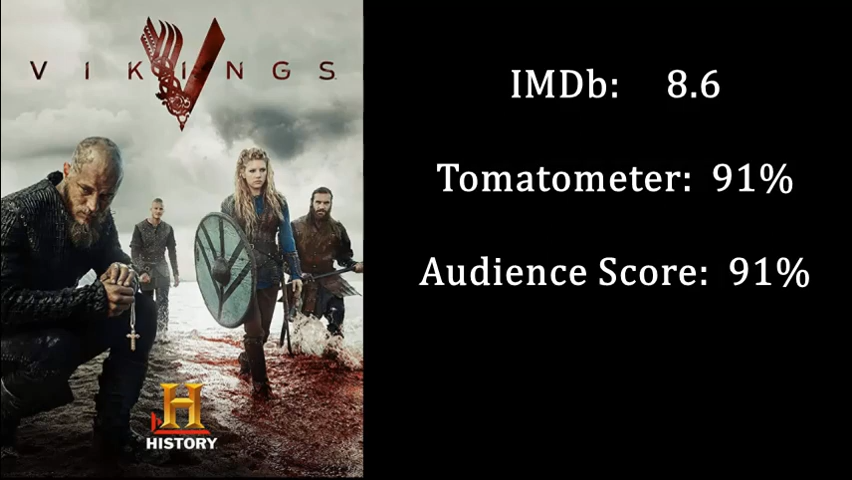 VIKINGS
H
HISTORY
IMDb: 8.6
Tomatometer: 91%
Audience Score: 91%